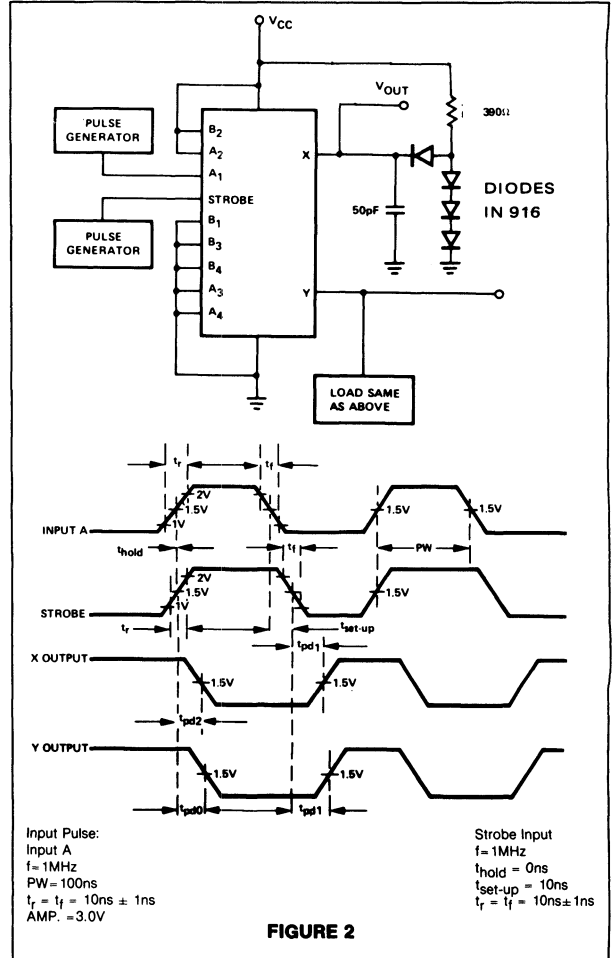 VCC
VOUT
390Ω
PULSE
GENERATOR
B2
A2
A1
STROBE
B1
B3
B4
A3
A4
X
Y
50pF
DIODES
IN 916
PULSE
GENERATOR
LOAD SAME
AS ABOVE
tr
tf
2V
1.5V
1V
1.5V
1.5V
INPUT A
thold
tf
PW
2V
1.5V
1V
1.5V
STROBE
tr
tset-up
tpd1
X OUTPUT
1.5V
1.5V
tpd2
Y OUTPUT
1.5V
1.5V
tpd0
tpd1
Input Pulse:
Input A
f=1MHz
PW=100ns
tr = tf = 10ns ± 1ns
AMP. =3.0V
Strobe Input
f=1MHz
thold = 0ns
tset-up = 10ns
tr = tf = 10ns±1ns
FIGURE 2